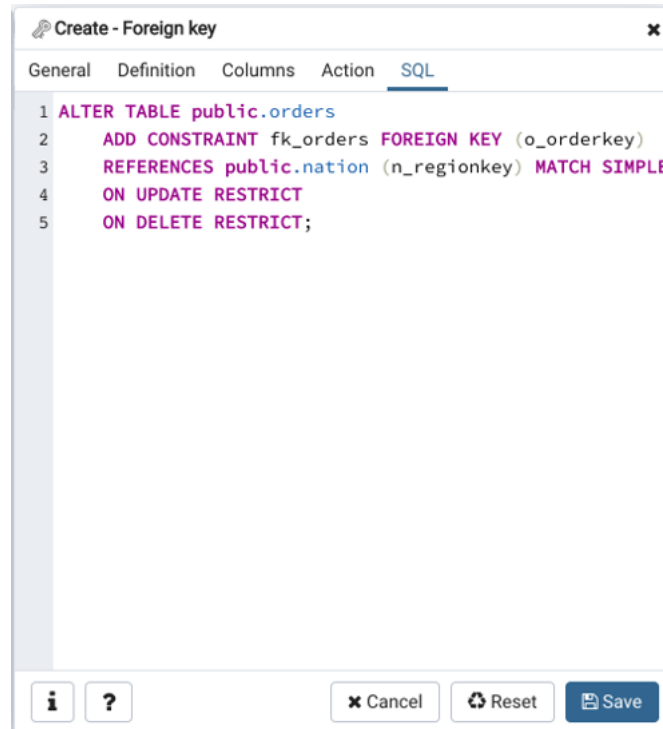 Create - Foreign key
General Definition Columns Action SQL
1 ALTER TABLE public.orders
2 ADD CONSTRAINT fk_orders FOREIGN KEY (o_orderkey)
3 REFERENCES public.nation (n_regionkey) MATCH SIMPLE
4 ON UPDATE RESTRICT
5 ON DELETE RESTRICT;
i ? Cancel Reset Save